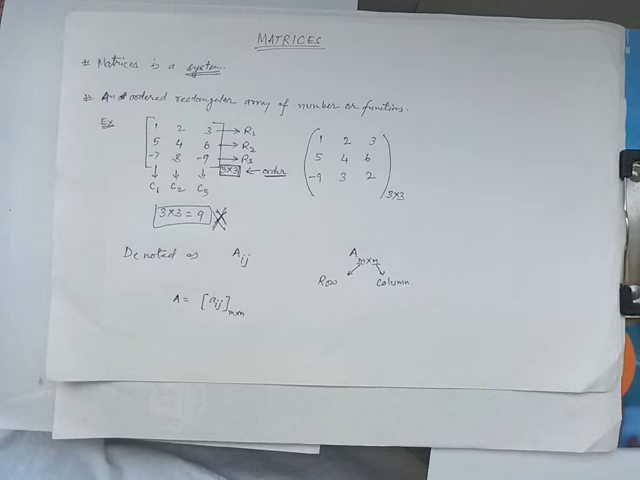 MATRICES
# Matrices is a system.
# An ordered rectangular array of number or functions.
Ex
1 2 3 → R1
5 4 6 → R2
-7 8 -9 → R3
3×3 ← order
↓ ↓ ↓
C1 C2 C3
1 2 3
5 4 6
-9 3 2
3×3
3×3 = 9 X
Denoted as Aij
Am×n
Row Column
A = [aij]m×n